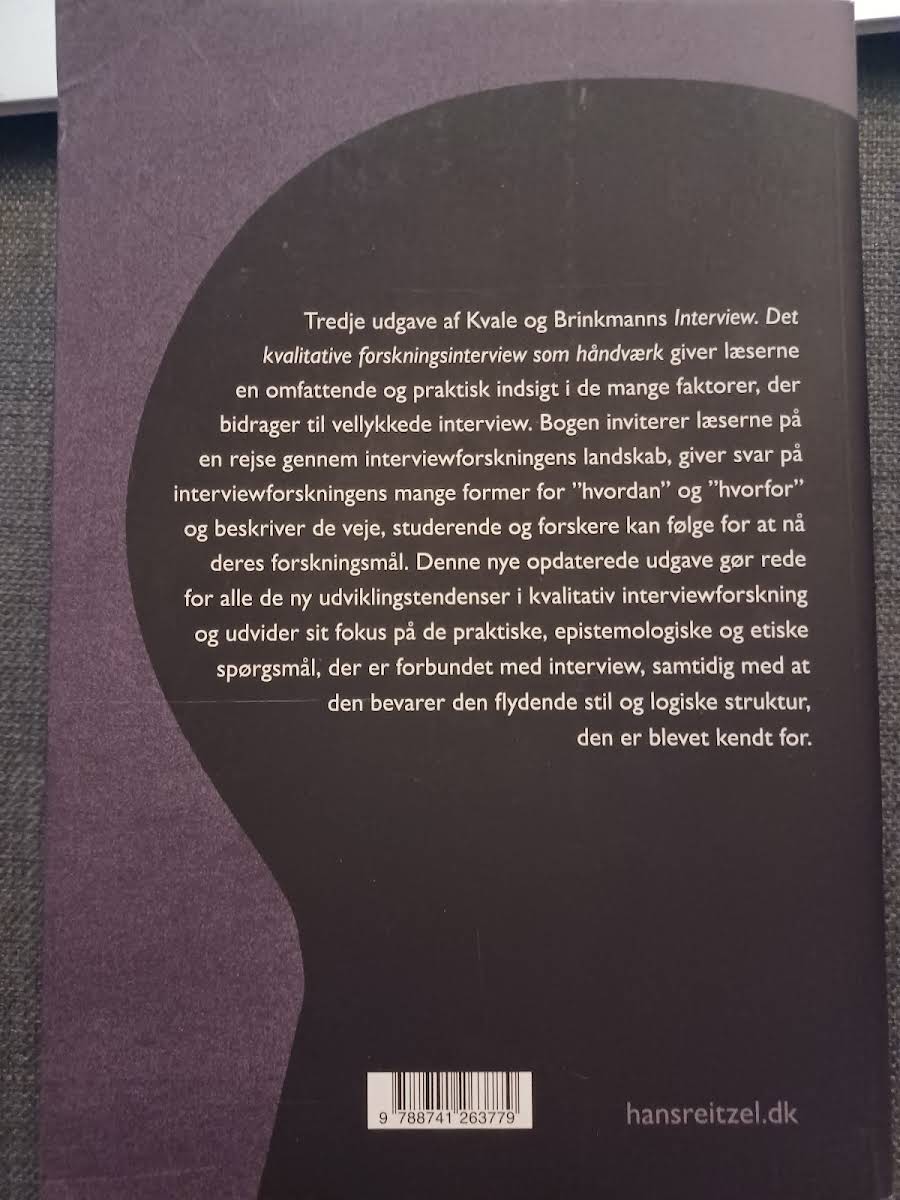 Tredje udgave af Kvale og Brinkmanns Interview. Det
kvalitative forskningsinterview som håndværk giver læserne
en omfattende og praktisk indsigt i de mange faktorer, der
bidrager til vellykkede interview. Bogen inviterer læserne på
en rejse gennem interviewforskningens landskab, giver svar på
interviewforskningens mange former for ”hvordan” og ”hvorfor”
og beskriver de veje, studerende og forskere kan følge for at nå
deres forskningsmål. Denne nye opdaterede udgave gør rede
for alle de ny udviklingstendenser i kvalitativ interviewforskning
og udvider sit fokus på de praktiske, epistemologiske og etiske
spørgsmål, der er forbundet med interview, samtidig med at
den bevarer den flydende stil og logiske struktur,
den er blevet kendt for.
9 788741 263779
hansreitzel.dk